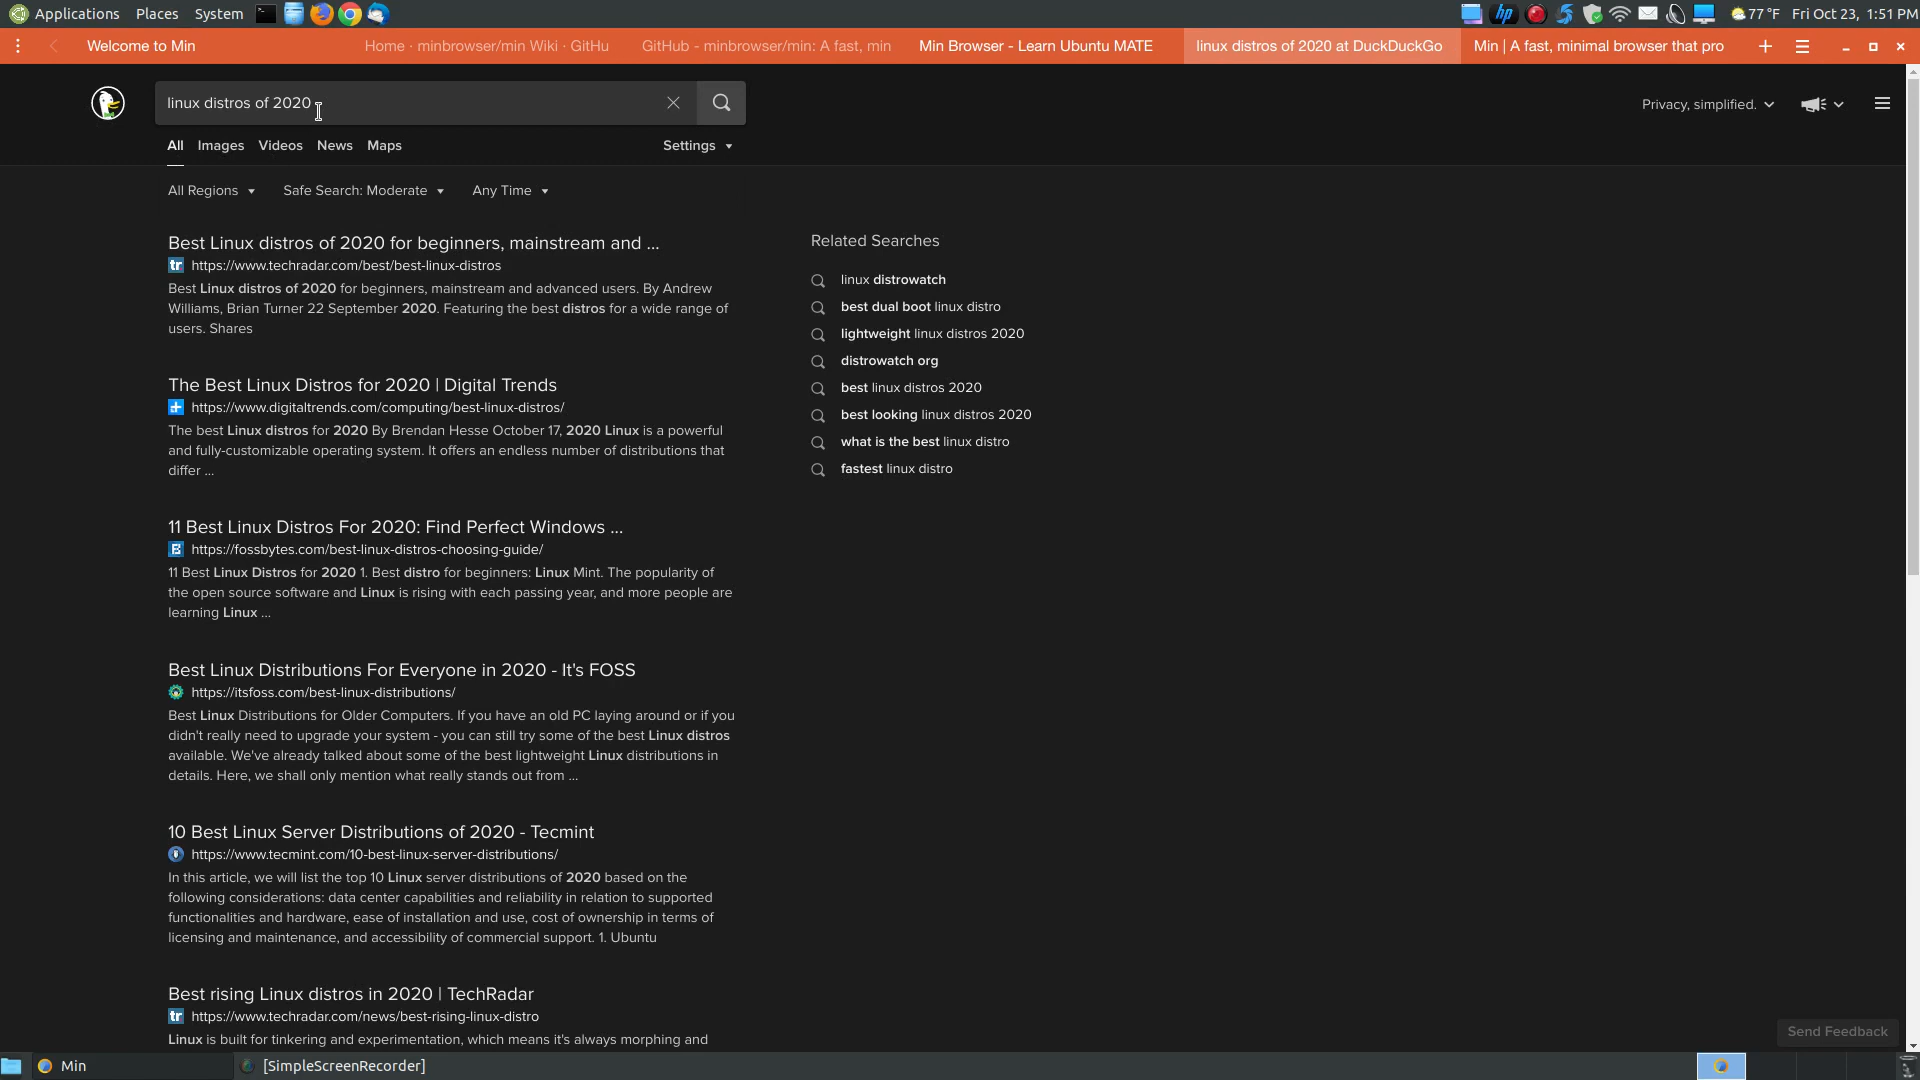 Applications Places System hp 77 °F Fri Oct 23, 1:51 PM
Welcome to Min Home · minbrowser/min Wiki · GitHu GitHub - minbrowser/min: A fast, min Min Browser - Learn Ubuntu MATE linux distros of 2020 at DuckDuckGo Min | A fast, minimal browser that pro
linux distros of 2020 Privacy, simplified.
All Images Videos News Maps Settings
All Regions Safe Search: Moderate Any Time
Best Linux distros of 2020 for beginners, mainstream and ...
tr https://www.techradar.com/best/best-linux-distros
Best Linux distros of 2020 for beginners, mainstream and advanced users. By Andrew
Williams, Brian Turner 22 September 2020. Featuring the best distros for a wide range of
users. Shares
The Best Linux Distros for 2020 | Digital Trends
https://www.digitaltrends.com/computing/best-linux-distros/
The best Linux distros for 2020 By Brendan Hesse October 17, 2020 Linux is a powerful
and fully-customizable operating system. It offers an endless number of distributions that
differ ...
11 Best Linux Distros For 2020: Find Perfect Windows ...
https://fossbytes.com/best-linux-distros-choosing-guide/
11 Best Linux Distros for 2020 1. Best distro for beginners: Linux Mint. The popularity of
the open source software and Linux is rising with each passing year, and more people are
learning Linux ...
Best Linux Distributions For Everyone in 2020 - It's FOSS
https://itsfoss.com/best-linux-distributions/
Best Linux Distributions for Older Computers. If you have an old PC laying around or if you
didn't really need to upgrade your system - you can still try some of the best Linux distros
available. We've already talked about some of the best lightweight Linux distributions in
details. Here, we shall only mention what really stands out from ...
10 Best Linux Server Distributions of 2020 - Tecmint
https://www.tecmint.com/10-best-linux-server-distributions/
In this article, we will list the top 10 Linux server distributions of 2020 based on the
following considerations: data center capabilities and reliability in relation to supported
functionalities and hardware, ease of installation and use, cost of ownership in terms of
licensing and maintenance, and accessibility of commercial support. 1. Ubuntu
Best rising Linux distros in 2020 | TechRadar
tr https://www.techradar.com/news/best-rising-linux-distro
Linux is built for tinkering and experimentation, which means it's always morphing and
Related Searches
linux distrowatch
best dual boot linux distro
lightweight linux distros 2020
distrowatch org
best linux distros 2020
best looking linux distros 2020
what is the best linux distro
fastest linux distro
Send Feedback
Min [SimpleScreenRecorder]